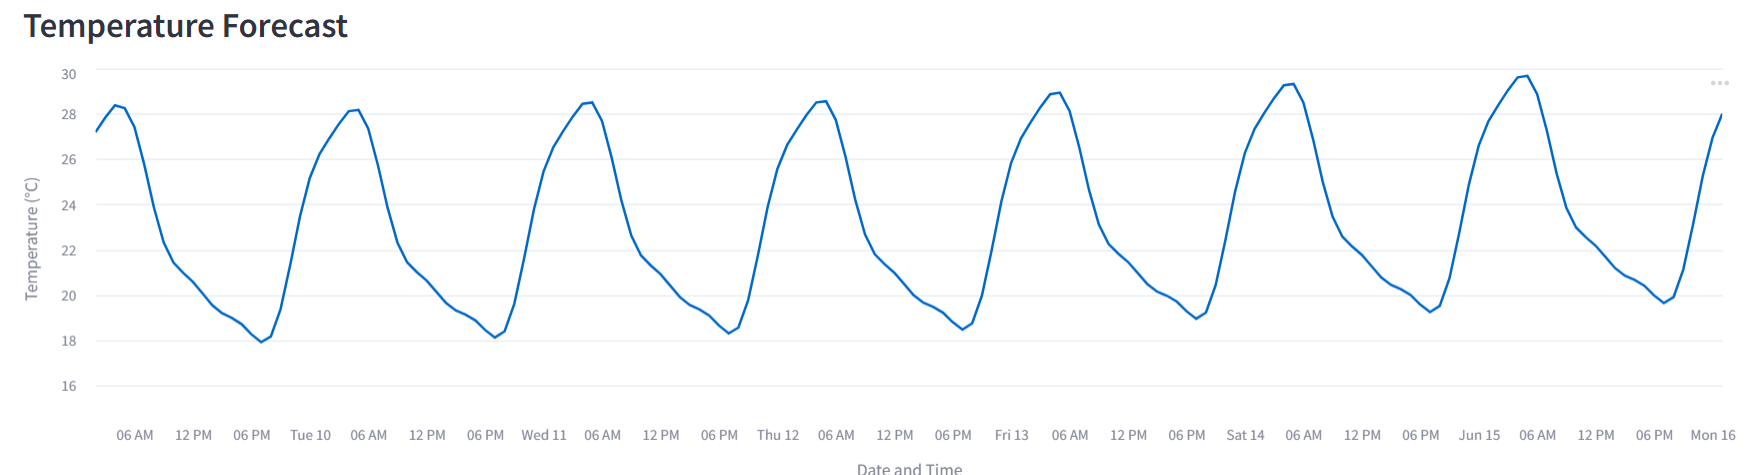 Temperature Forecast
30
28
26
24
22
20
18
16
Temperature (°C)
06 AM 12 PM 06 PM Tue 10 06 AM 12 PM 06 PM Wed 11 06 AM 12 PM 06 PM Thu 12 06 AM 12 PM 06 PM Fri 13 06 AM 12 PM 06 PM Sat 14 06 AM 12 PM 06 PM Jun 15 06 AM 12 PM 06 PM Mon 16
Date and Time